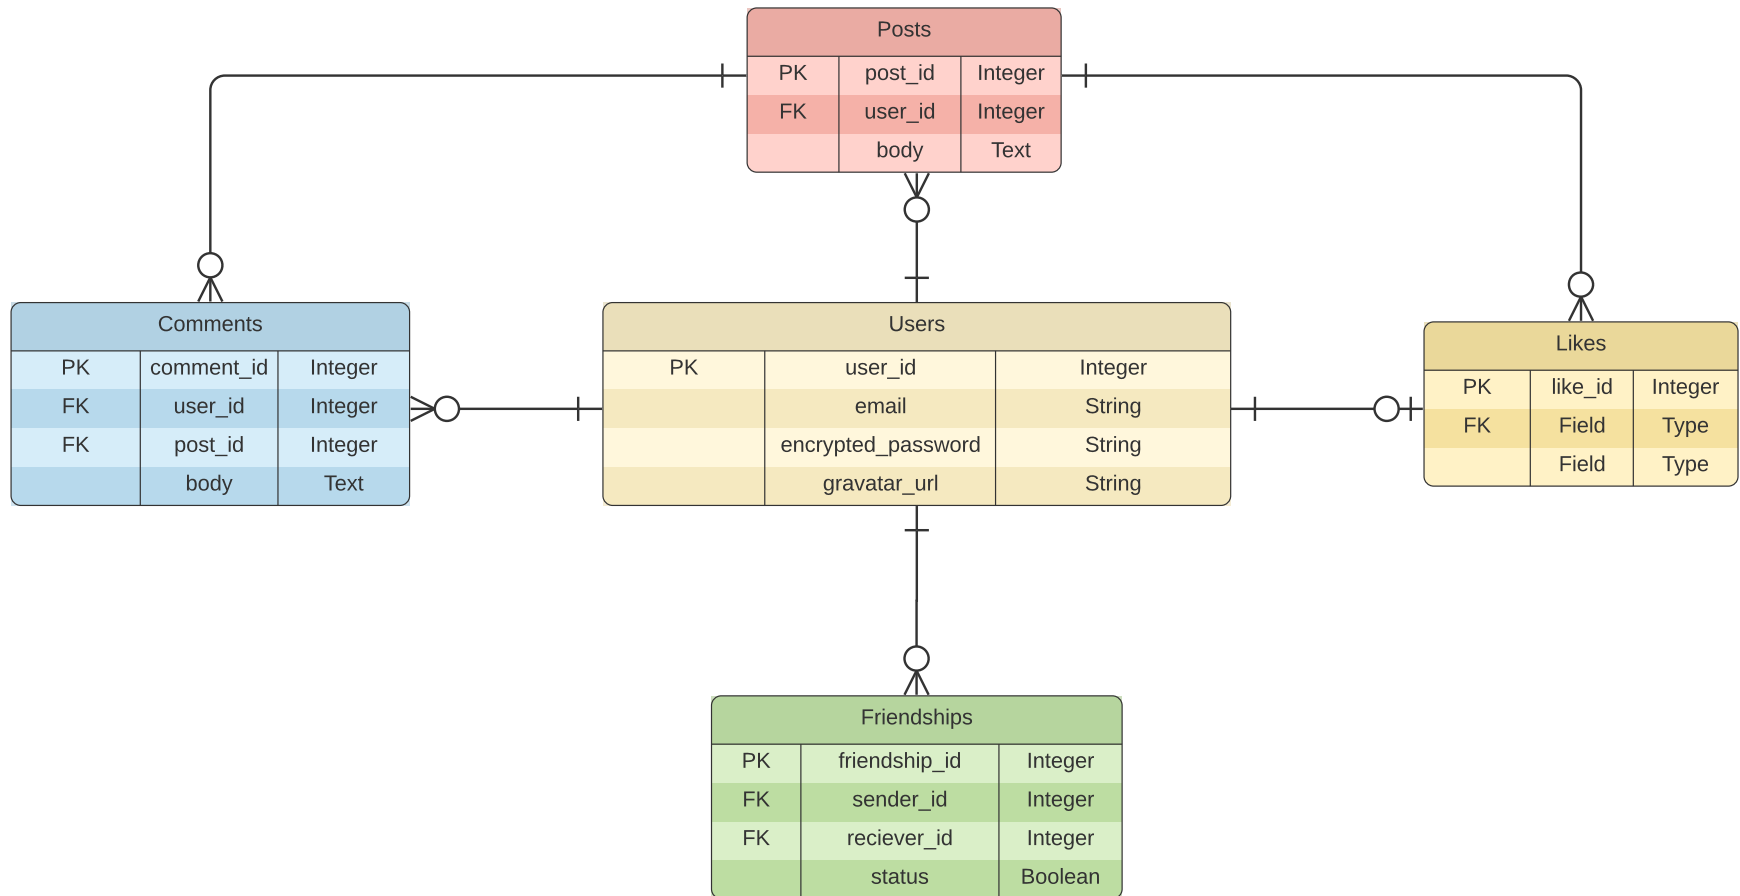 Posts
PK post_id Integer
FK user_id Integer
body Text
Comments
PK comment_id Integer
FK user_id Integer
FK post_id Integer
body Text
Users
PK user_id Integer
email String
encrypted_password String
gravatar_url String
Likes
PK like_id Integer
FK Field Type
Field Type
Friendships
PK friendship_id Integer
FK sender_id Integer
FK reciever_id Integer
status Boolean